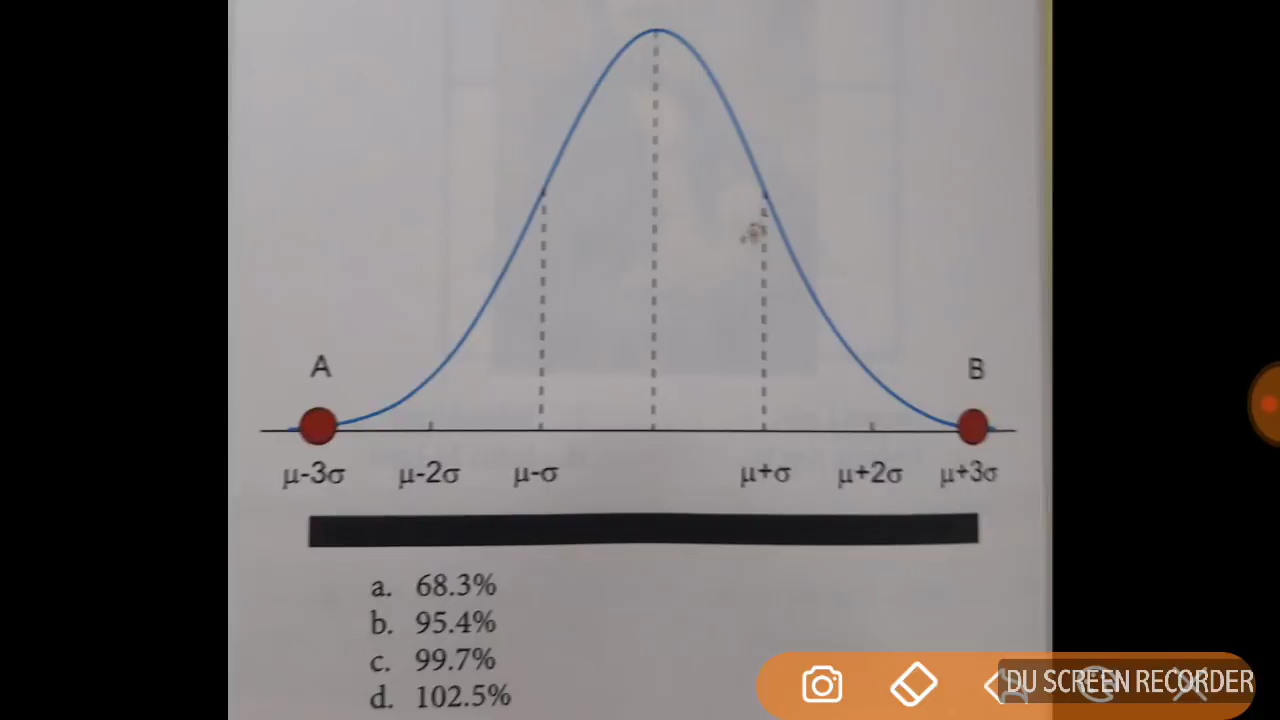 A
B
μ-3σ μ-2σ μ-σ μ+σ μ+2σ μ+3σ
a. 68.3%
b. 95.4%
c. 99.7%
d. 102.5%
DU SCREEN RECORDER